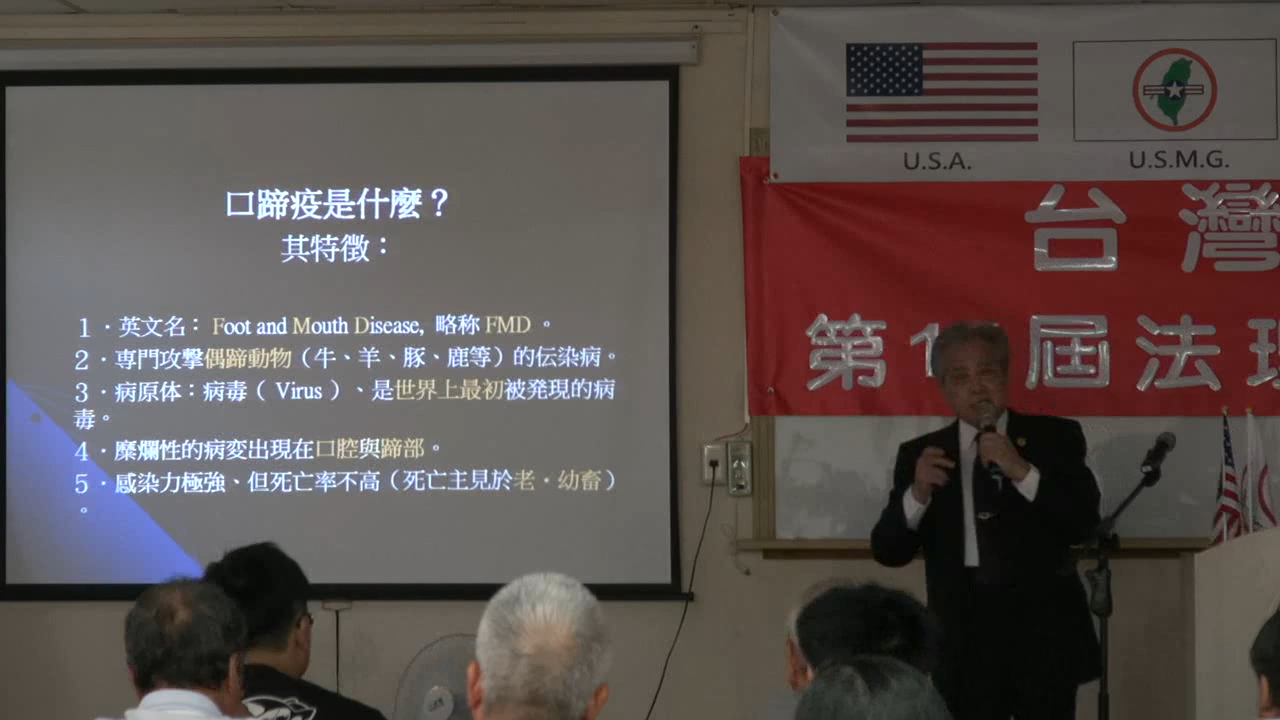 口蹄疫是什麼？
其特徴：
１．英文名： Foot and Mouth Disease, 略称 FMD 。
２．専門攻撃偶蹄動物（牛、羊、豚、鹿等）的伝染病。
３．病原体：病毒（ Virus ）、是世界上最初被発現的病
毒。
４．糜爛性的病変出現在口腔與蹄部。
５．感染力極強、但死亡率不高（死亡主見於老．幼畜）
。
U.S.A.
U.S.M.G.
台灣
第1 屆法理